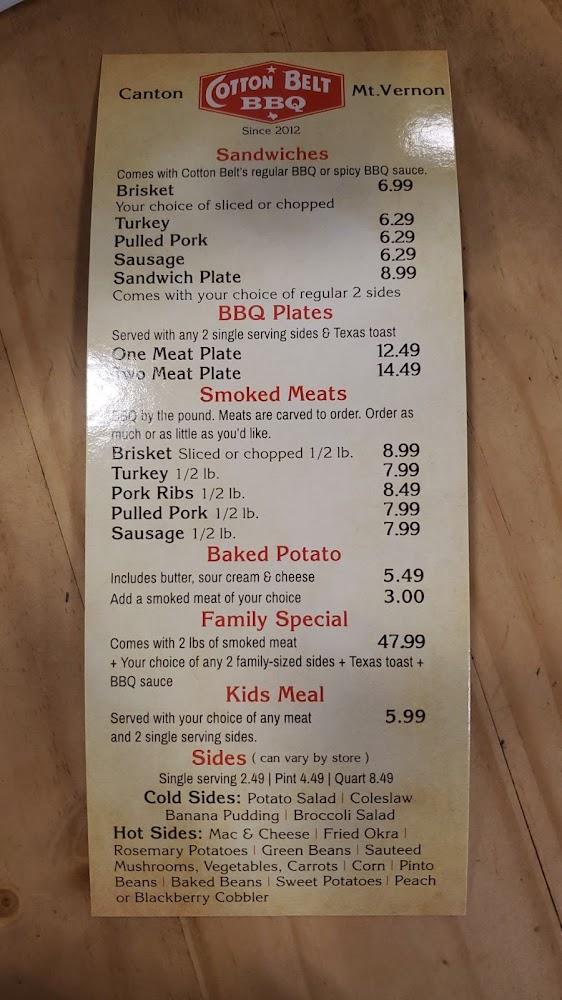 Canton
COTTON BELT
BBQ
Mt.Vernon
Since 2012
Sandwiches
Comes with Cotton Belt's regular BBQ or spicy BBQ sauce.
Brisket 6.99
Your choice of sliced or chopped
Turkey 6.29
Pulled Pork 6.29
Sausage 6.29
Sandwich Plate 8.99
Comes with your choice of regular 2 sides
BBQ Plates
Served with any 2 single serving sides & Texas toast
One Meat Plate 12.49
Two Meat Plate 14.49
Smoked Meats
BBQ by the pound. Meats are carved to order. Order as
much or as little as you'd like.
Brisket Sliced or chopped 1/2 lb. 8.99
Turkey 1/2 lb. 7.99
Pork Ribs 1/2 lb. 8.49
Pulled Pork 1/2 lb. 7.99
Sausage 1/2 lb. 7.99
Baked Potato
Includes butter, sour cream & cheese 5.49
Add a smoked meat of your choice 3.00
Family Special
Comes with 2 lbs of smoked meat 47.99
+ Your choice of any 2 family-sized sides + Texas toast +
BBQ sauce
Kids Meal
Served with your choice of any meat 5.99
and 2 single serving sides.
Sides ( can vary by store )
Single serving 2.49 | Pint 4.49 | Quart 8.49
Cold Sides: Potato Salad | Coleslaw
Banana Pudding | Broccoli Salad
Hot Sides: Mac & Cheese | Fried Okra |
Rosemary Potatoes | Green Beans | Sauteed
Mushrooms, Vegetables, Carrots | Corn | Pinto
Beans | Baked Beans | Sweet Potatoes | Peach
or Blackberry Cobbler